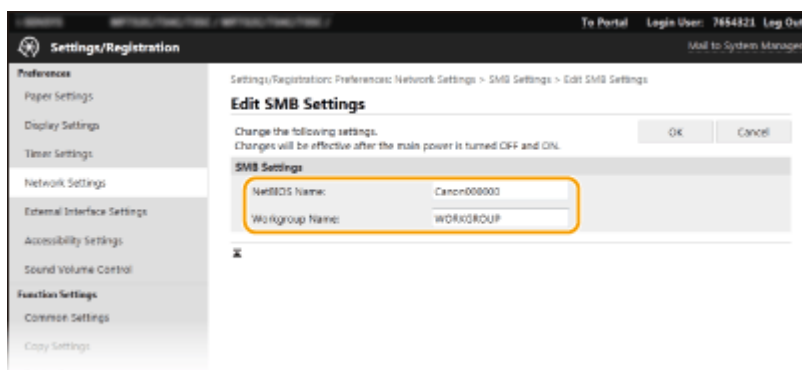 To Portal Login User: 7654321 Log Out
Settings/Registration
Mail to System Manager
Preferences
Paper Settings
Display Settings
Timer Settings
Network Settings
External Interface Settings
Accessibility Settings
Sound Volume Control
Function Settings
Common Settings
Copy Settings
Settings/Registration: Preferences: Network Settings > SMB Settings > Edit SMB Settings
Edit SMB Settings
Change the following settings.
Changes will be effective after the main power is turned OFF and ON.
OK Cancel
SMB Settings
NetBIOS Name: Canon000000
Workgroup Name: WORKGROUP